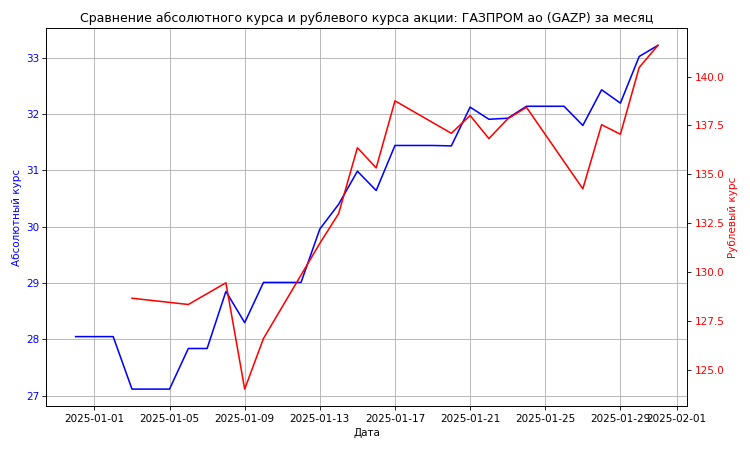 Сравнение абсолютного курса и рублевого курса акции: ГАЗПРОМ ао (GAZP) за месяц
33
32
31
30
29
28
27
Абсолютный курс
140.0
137.5
135.0
132.5
130.0
127.5
125.0
Рублевый курс
2025-01-01 2025-01-05 2025-01-09 2025-01-13 2025-01-17 2025-01-21 2025-01-25 2025-01-29 2025-02-01
Дата